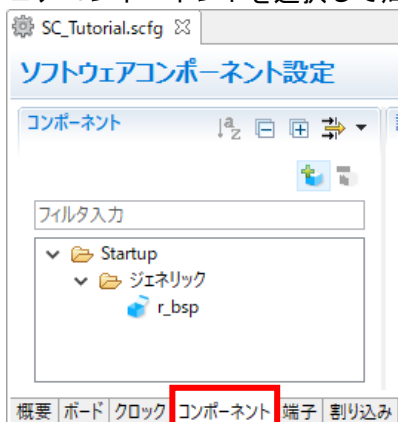 SC_Tutorial.scfg
ソフトウェアコンポーネント設定
コンポーネント
フィルタ入力
Startup
ジェネリック
r_bsp
概要 ボード クロック コンポーネント 端子 割り込み